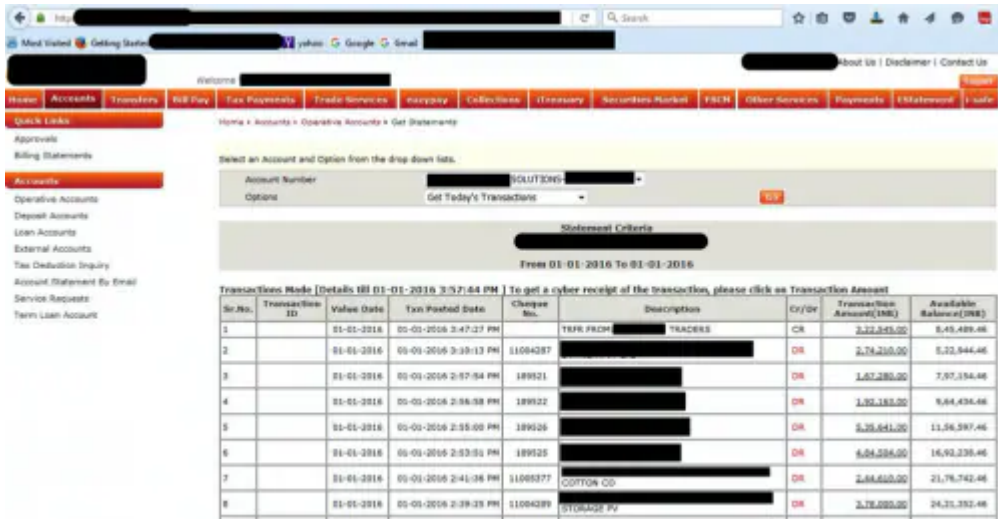 http
Search
Most Visited Getting Started yahoo Google Gmail
About Us | Disclaimer | Contact Us
Welcome
Logout
Home Accounts Transfers Bill Pay Tax Payments Trade Services easypay Collections iTreasury Securities Market FSCM Other Services Payments EStatement i-safe
Quick Links
Home » Accounts » Operative Accounts » Get Statements
Approvals
Billing Statements
Select an Account and Option from the drop down lists.
Accounts
Account Number SOLUTIONS-
Operative Accounts
Options Get Today's Transactions GO
Deposit Accounts
Loan Accounts
Statement Criteria
External Accounts
Tax Deduction Inquiry
From 01-01-2016 To 01-01-2016
Account Statement By Email
Service Requests
Term Loan Account
Transactions Made [Details till 01-01-2016 3:57:44 PM ] To get a cyber receipt of the transaction, please click on Transaction Amount
Sr.No. Transaction ID Value Date Txn Posted Date Cheque No. Description Cr/Dr Transaction Amount(INR) Available Balance(INR)
1 01-01-2016 01-01-2016 3:47:27 PM TRFR FROM: TRADERS CR 3,22,545.00 8,45,489.46
2 01-01-2016 01-01-2016 3:10:13 PM 11004287 DR 2,74,210.00 5,22,944.46
3 01-01-2016 01-01-2016 2:57:54 PM 189521 DR 1,67,280.00 7,97,154.46
4 01-01-2016 01-01-2016 2:56:58 PM 189522 DR 1,92,163.00 9,64,434.46
5 01-01-2016 01-01-2016 2:55:00 PM 189526 DR 5,35,641.00 11,56,597.46
6 01-01-2016 01-01-2016 2:53:51 PM 189525 DR 4,84,504.00 16,92,238.46
7 01-01-2016 01-01-2016 2:41:36 PM 11005377 COTTON CO DR 2,44,610.00 21,76,742.46
8 01-01-2016 01-01-2016 2:39:25 PM 11004289 STORAGE PV DR 3,78,000.00 24,21,352.46